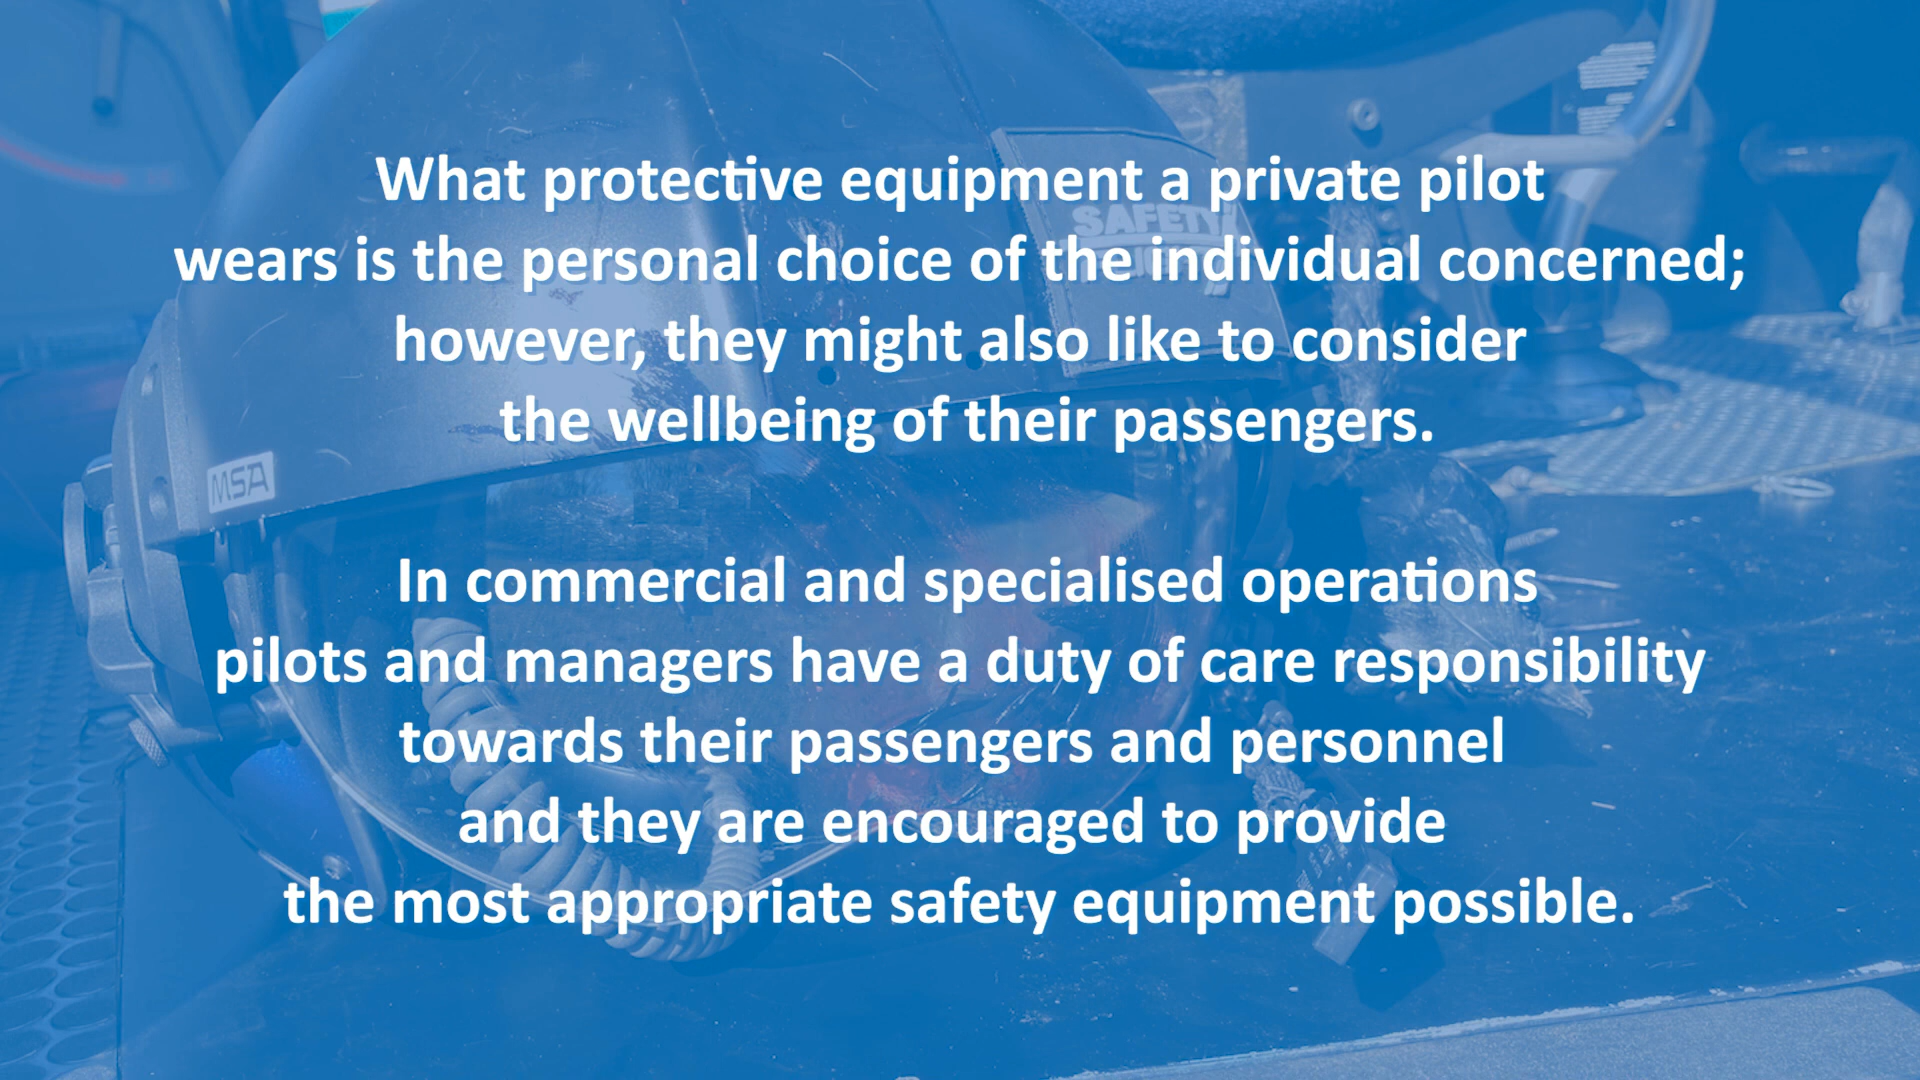 What protective equipment a private pilot
wears is the personal choice of the individual concerned;
however, they might also like to consider
the wellbeing of their passengers.
In commercial and specialised operations
pilots and managers have a duty of care responsibility
towards their passengers and personnel
and they are encouraged to provide
the most appropriate safety equipment possible.
MSA
SAFETY